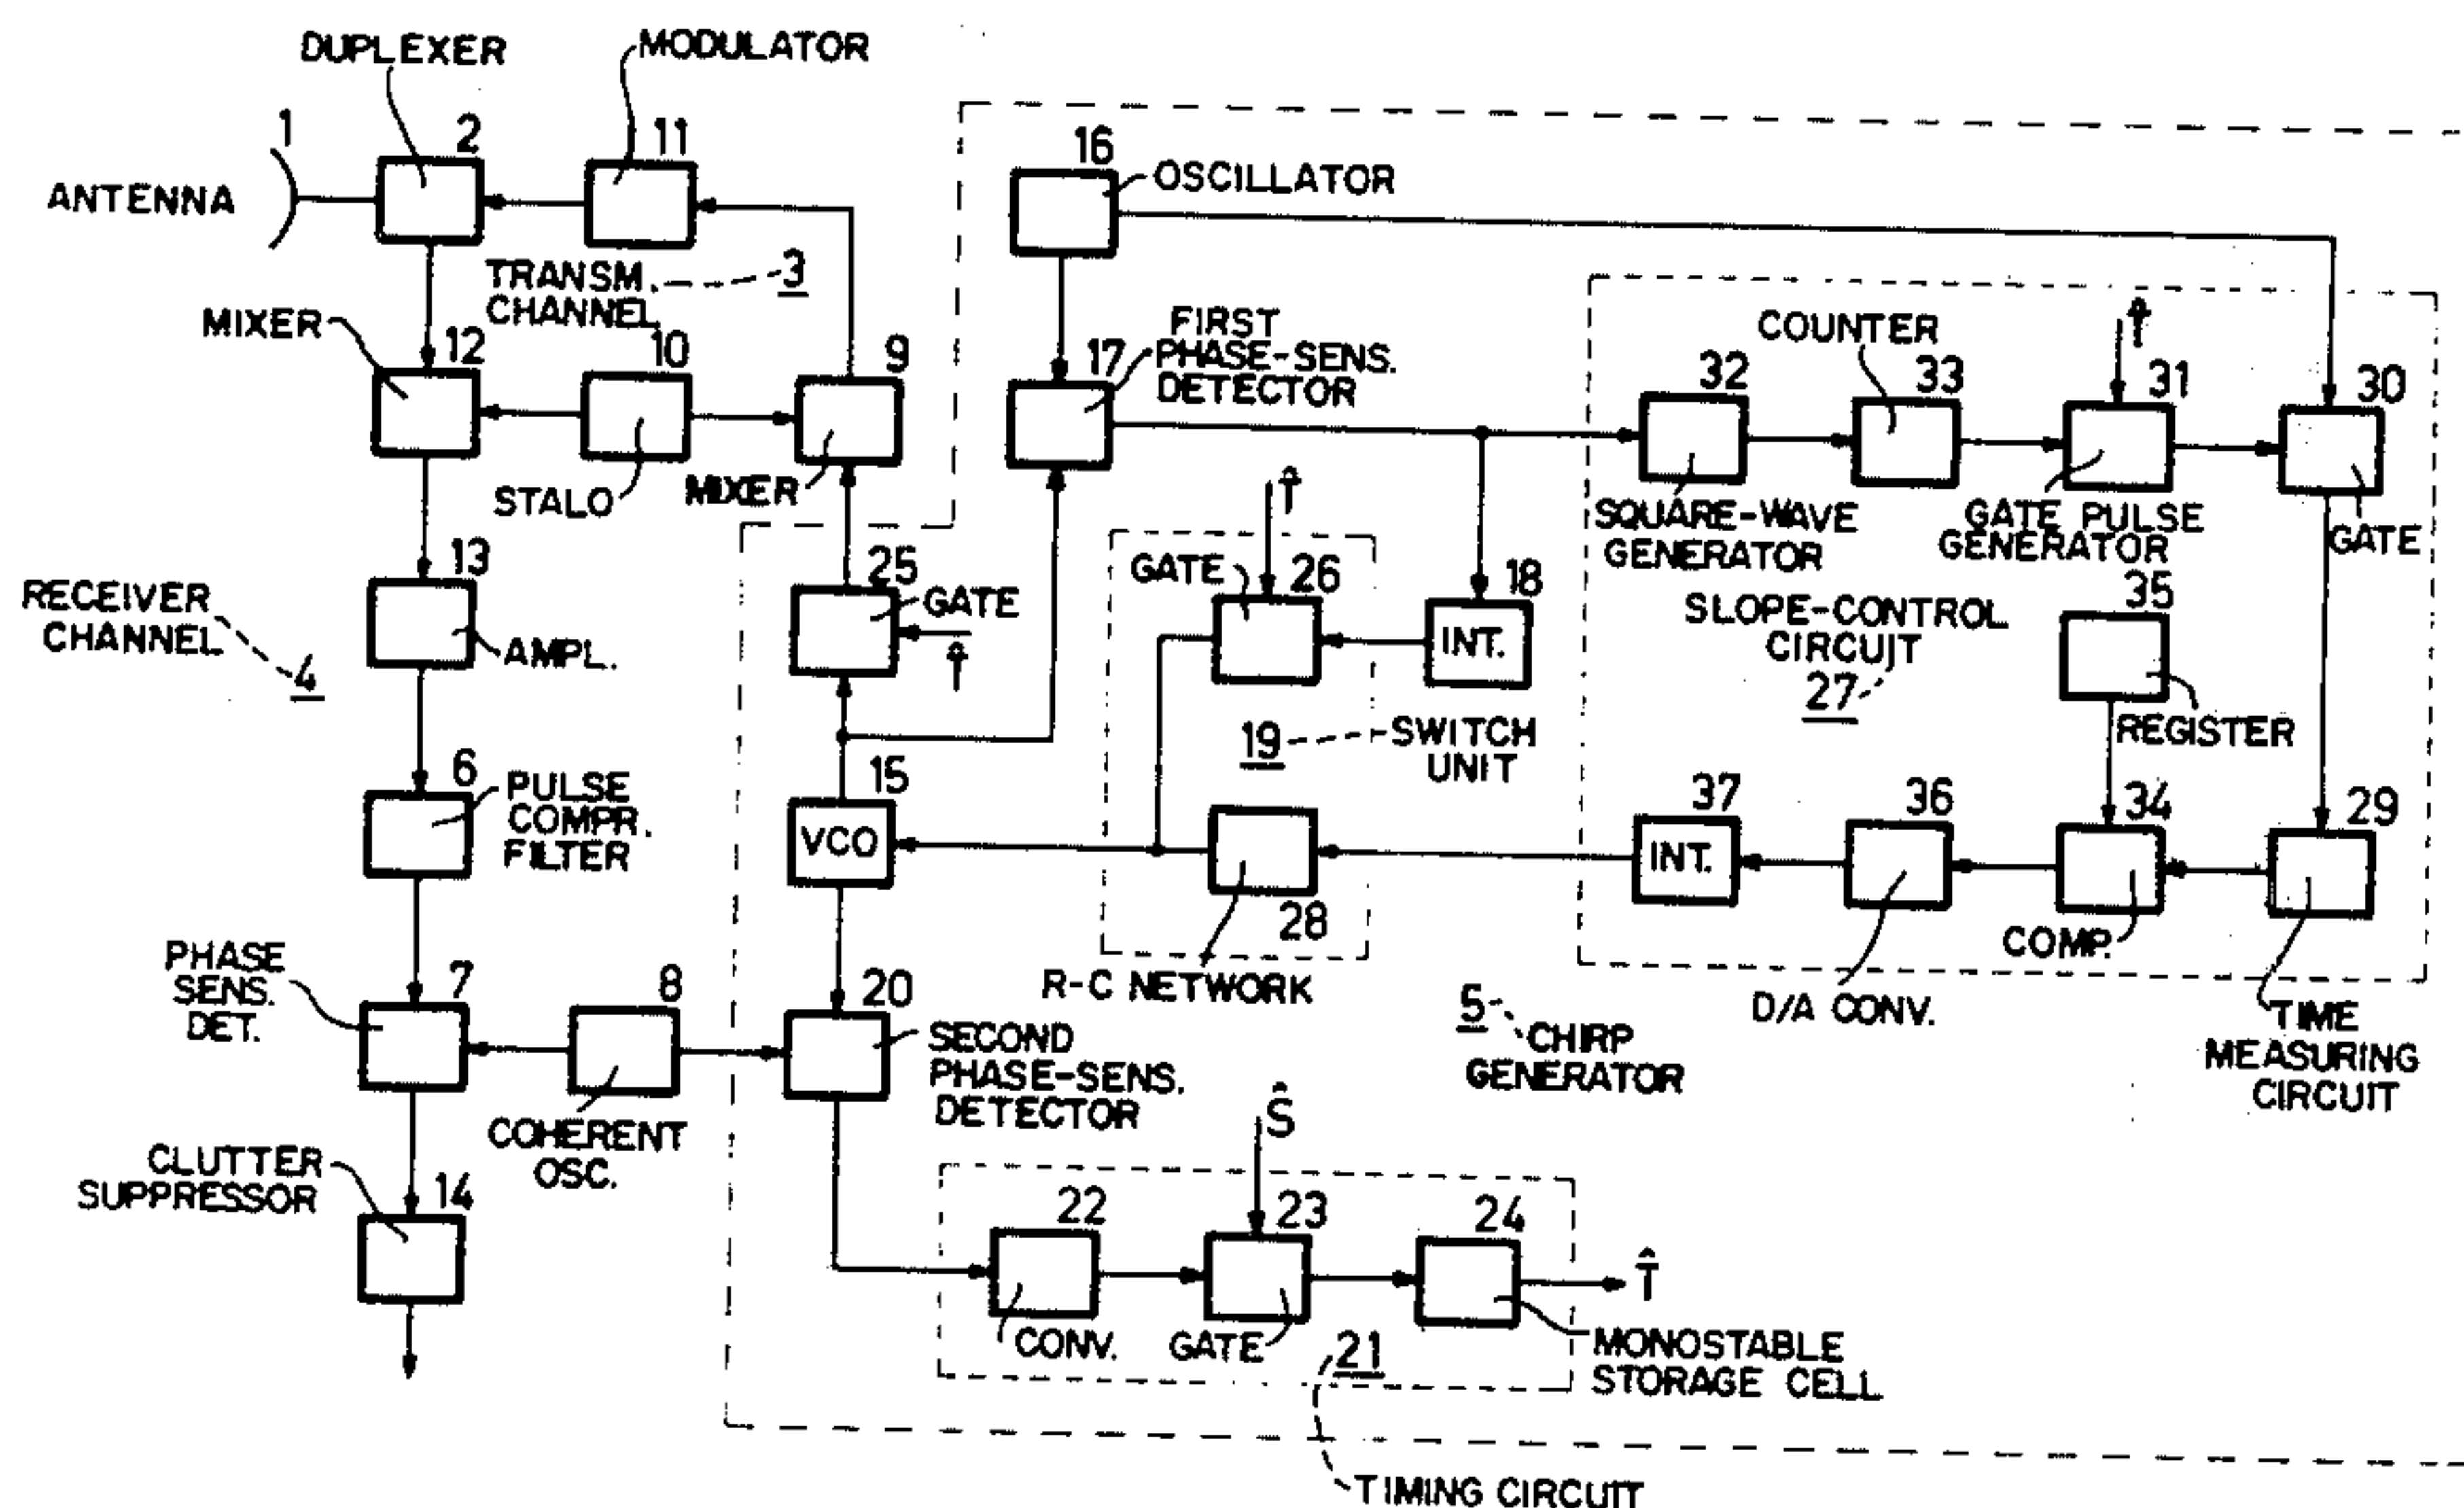 DUPLEXER
MODULATOR
1
2
11
16
OSCILLATOR
ANTENNA
TRANSM.
CHANNEL
3
MIXER
12
10
9
STALO
MIXER
FIRST
PHASE-SENS.
DETECTOR
17
COUNTER
T̂
32
33
31
30
SQUARE-WAVE
GENERATOR
GATE PULSE
GENERATOR
GATE
RECEIVER
CHANNEL
4
13
AMPL.
25
GATE
T̂
T̂
GATE
26
18
INT.
SLOPE-CONTROL
CIRCUIT
27
35
REGISTER
19
SWITCH
UNIT
6
PULSE
COMPR.
FILTER
15
VCO
28
R-C NETWORK
37
INT.
36
34
29
COMP.
D/A CONV.
TIME
MEASURING
CIRCUIT
PHASE
SENS.
DET.
7
8
COHERENT
OSC.
20
SECOND
PHASE-SENS.
DETECTOR
5
CHIRP
GENERATOR
CLUTTER
SUPPRESSOR
14
Ŝ
22
23
24
T̂
CONV.
GATE
21
MONOSTABLE
STORAGE CELL
TIMING CIRCUIT